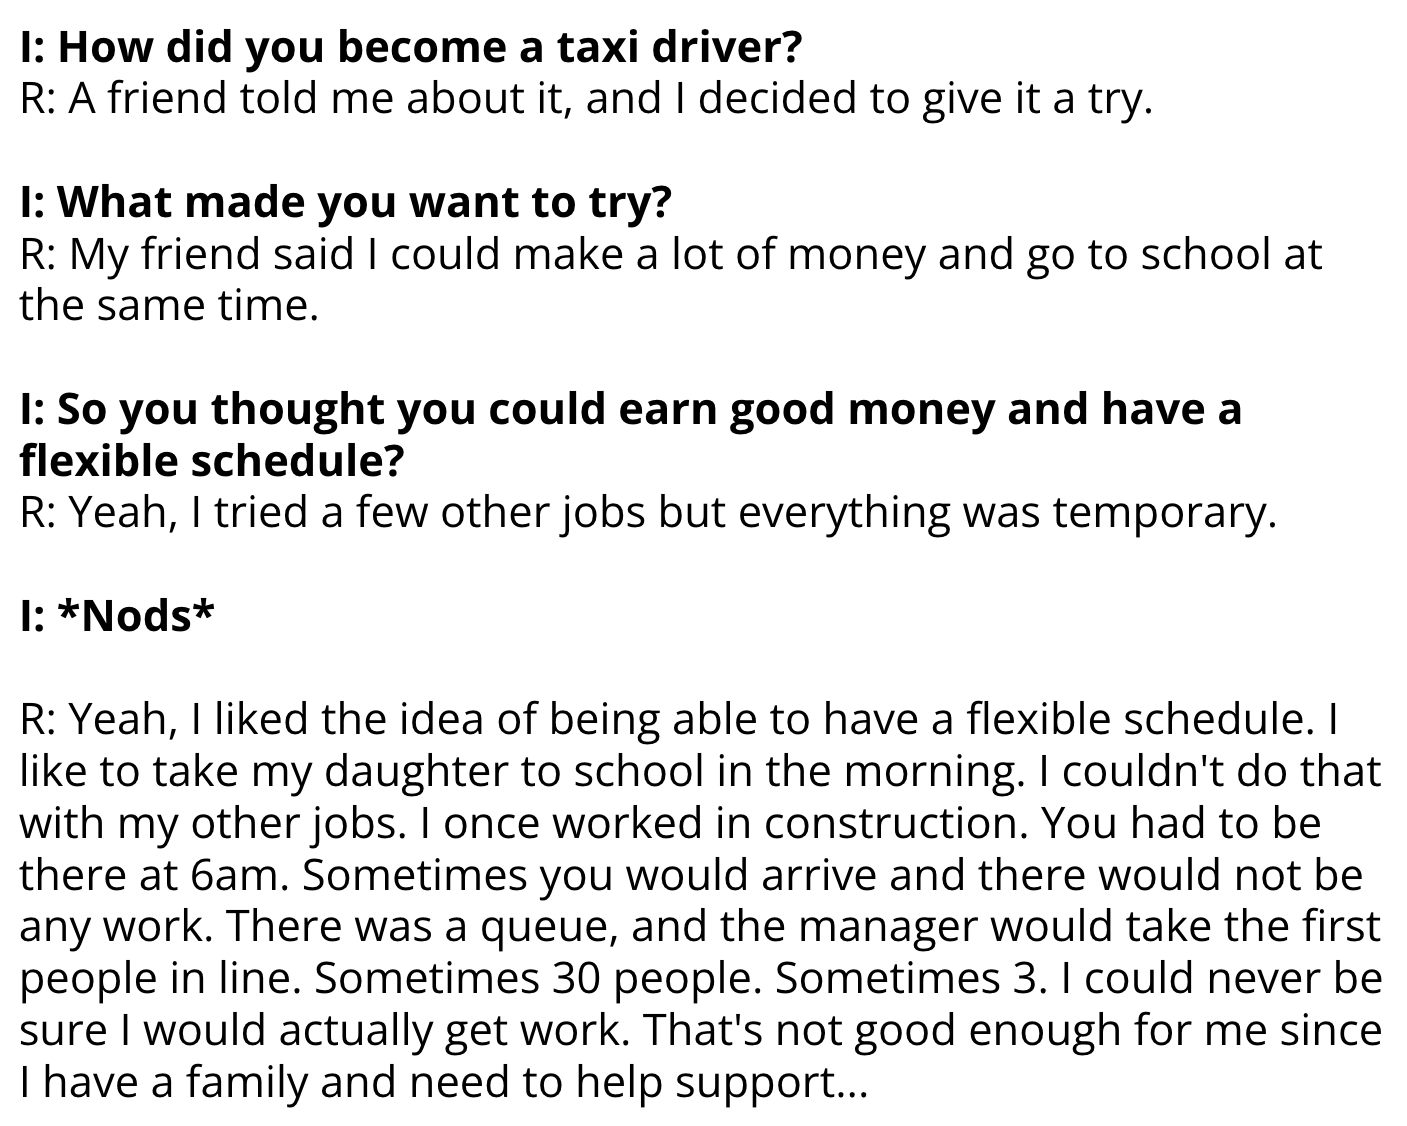 I: How did you become a taxi driver?
R: A friend told me about it, and I decided to give it a try.
I: What made you want to try?
R: My friend said I could make a lot of money and go to school at
the same time.
I: So you thought you could earn good money and have a
flexible schedule?
R: Yeah, I tried a few other jobs but everything was temporary.
I: *Nods*
R: Yeah, I liked the idea of being able to have a flexible schedule. I
like to take my daughter to school in the morning. I couldn't do that
with my other jobs. I once worked in construction. You had to be
there at 6am. Sometimes you would arrive and there would not be
any work. There was a queue, and the manager would take the first
people in line. Sometimes 30 people. Sometimes 3. I could never be
sure I would actually get work. That's not good enough for me since
I have a family and need to help support...